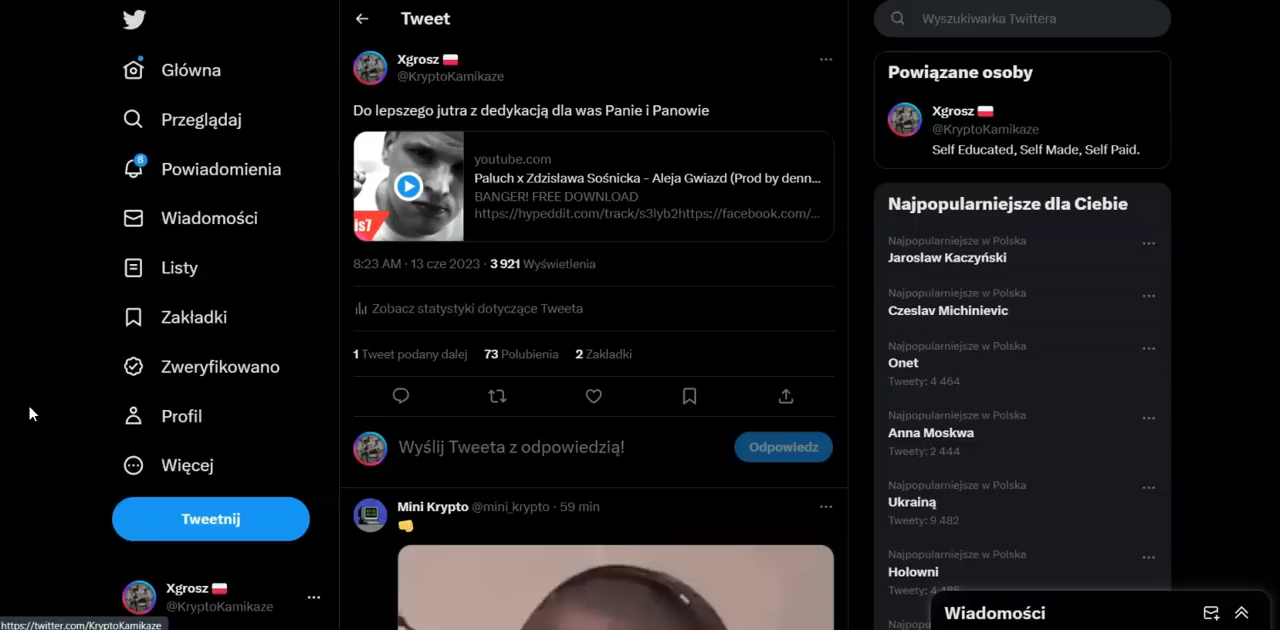 Główna
Przeglądaj
8
Powiadomienia
Wiadomości
Listy
Zakładki
Zweryfikowano
Profil
Więcej
Tweetnij
Xgrosz
@KryptoKamikaze
https://twitter.com/KryptoKamikaze
Tweet
Xgrosz
@KryptoKamikaze
Do lepszego jutra z dedykacją dla was Panie i Panowie
is7
youtube.com
Paluch x Zdzisława Sośnicka - Aleja Gwiazd (Prod by denn...
BANGER! FREE DOWNLOAD
https://hypeddit.com/track/s3lyb2https://facebook.com/...
8:23 AM · 13 cze 2023 · 3 921 Wyświetlenia
Zobacz statystyki dotyczące Tweeta
1 Tweet podany dalej 73 Polubienia 2 Zakładki
Wyślij Tweeta z odpowiedzią!
Odpowiedz
Mini Krypto @mini_krypto · 59 min
Wyszukiwarka Twittera
Powiązane osoby
Xgrosz
@KryptoKamikaze
Self Educated, Self Made, Self Paid.
Najpopularniejsze dla Ciebie
Najpopularniejsze w Polska
Jarosław Kaczyński
Najpopularniejsze w Polska
Czeslav Michinievic
Najpopularniejsze w Polska
Onet
Tweety: 4 464
Najpopularniejsze w Polska
Anna Moskwa
Tweety: 2 444
Najpopularniejsze w Polska
Ukrainą
Tweety: 9 482
Najpopularniejsze w Polska
Holowni
Wiadomości